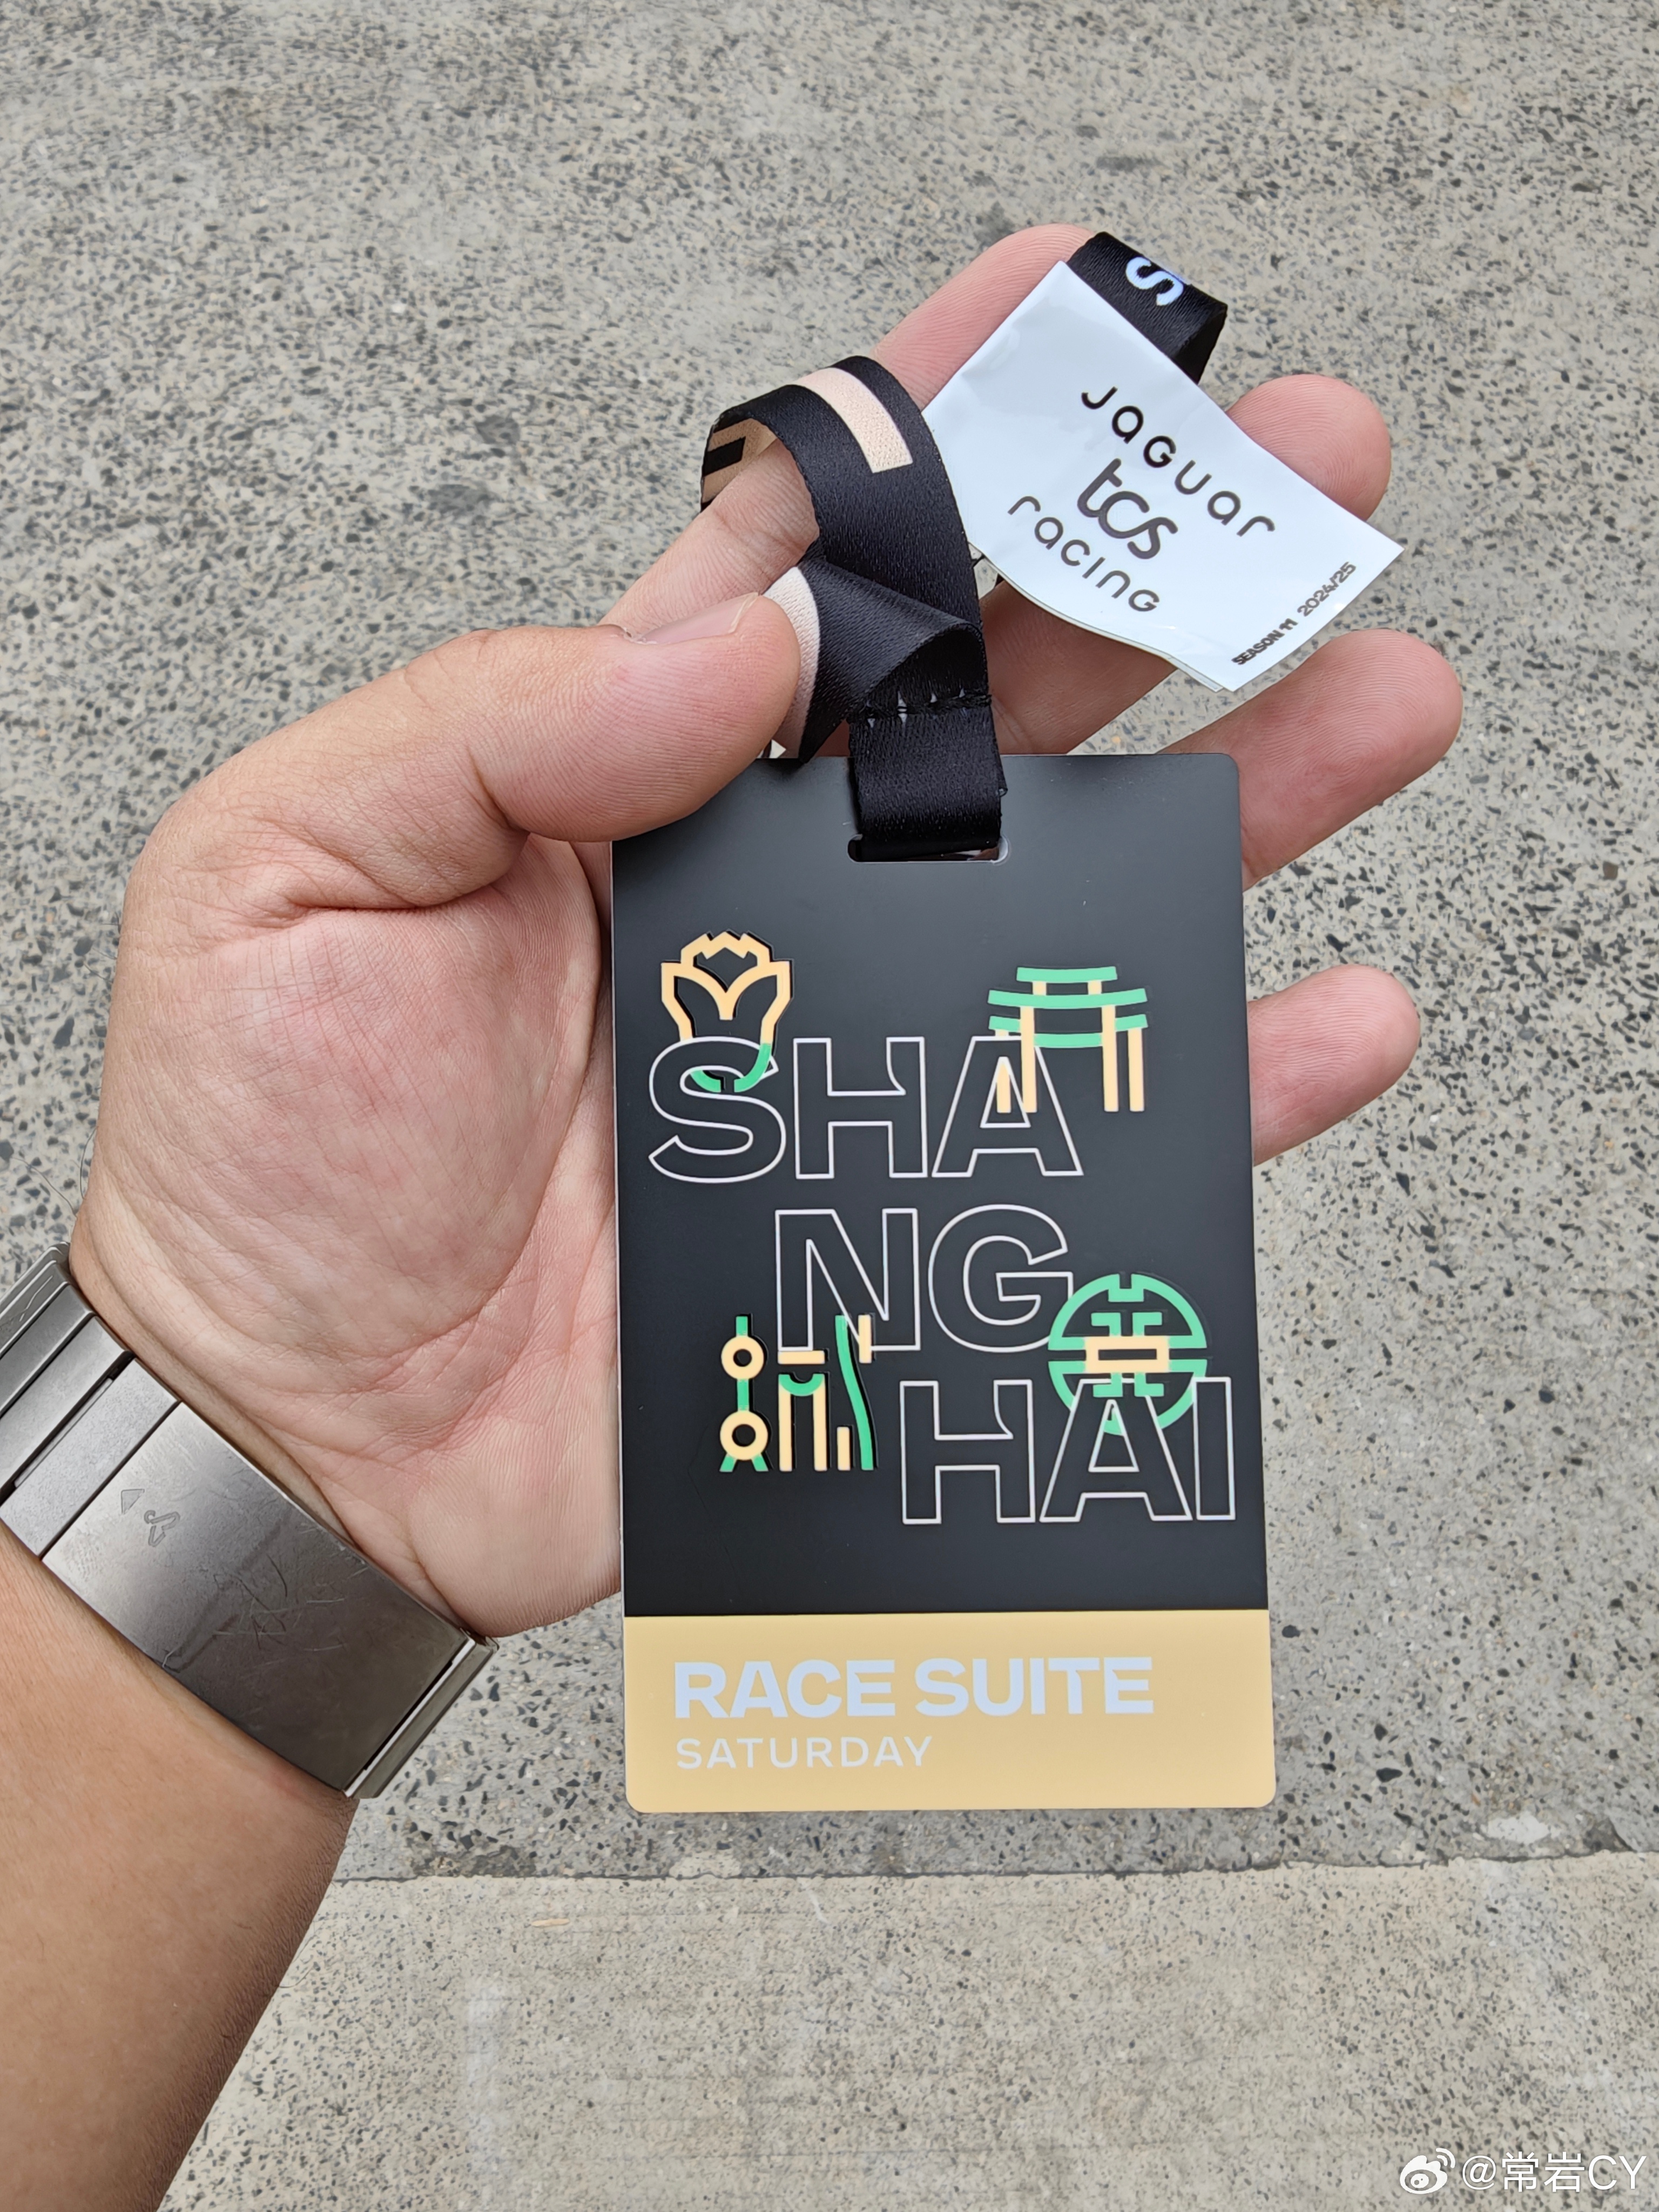 S
JaGuar
tcs
racing
SEASON 11 2024/25
SHA
NG
HAI
RACE SUITE
SATURDAY
@常岩CY